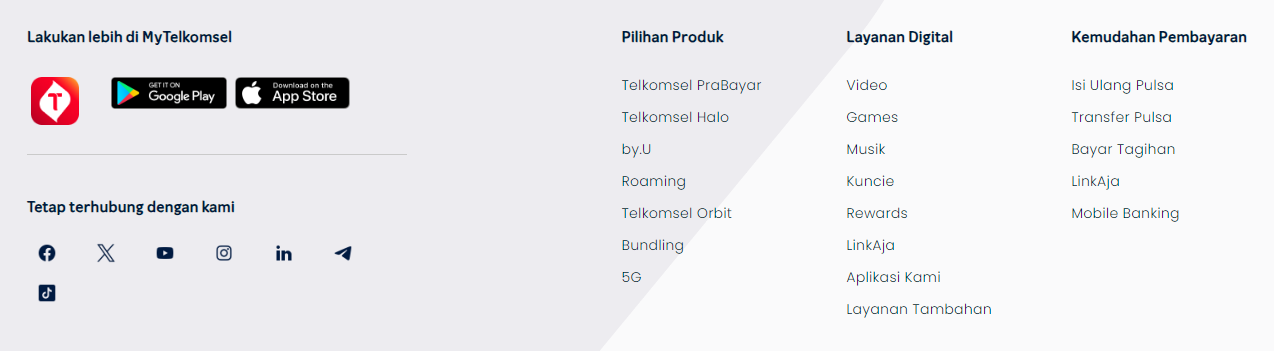 Lakukan lebih di MyTelkomsel
T
GET IT ON
Google Play
Download on the
App Store
Tetap terhubung dengan kami
Pilihan Produk
Telkomsel PraBayar
Telkomsel Halo
by.U
Roaming
Telkomsel Orbit
Bundling
5G
Layanan Digital
Video
Games
Musik
Kuncie
Rewards
LinkAja
Aplikasi Kami
Layanan Tambahan
Kemudahan Pembayaran
Isi Ulang Pulsa
Transfer Pulsa
Bayar Tagihan
LinkAja
Mobile Banking